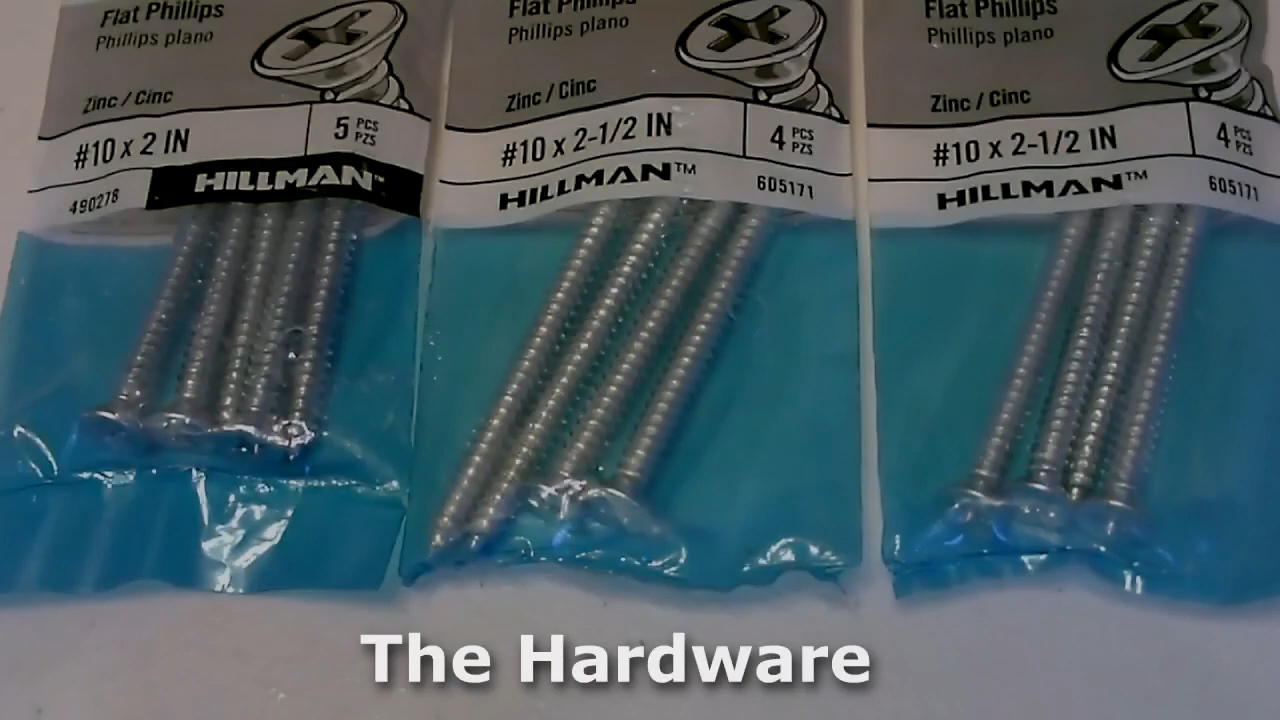 Flat Phillips
Phillips plano
Zinc / Cinc
#10 x 2 IN
5 PCS PZS
490278
HILLMAN™
Flat Phillips
Phillips plano
Zinc / Cinc
#10 x 2-1/2 IN
4 PCS PZS
HILLMAN™
605171
Flat Phillips
Phillips plano
Zinc / Cinc
#10 x 2-1/2 IN
4 PCS PZS
HILLMAN™
605171
The Hardware